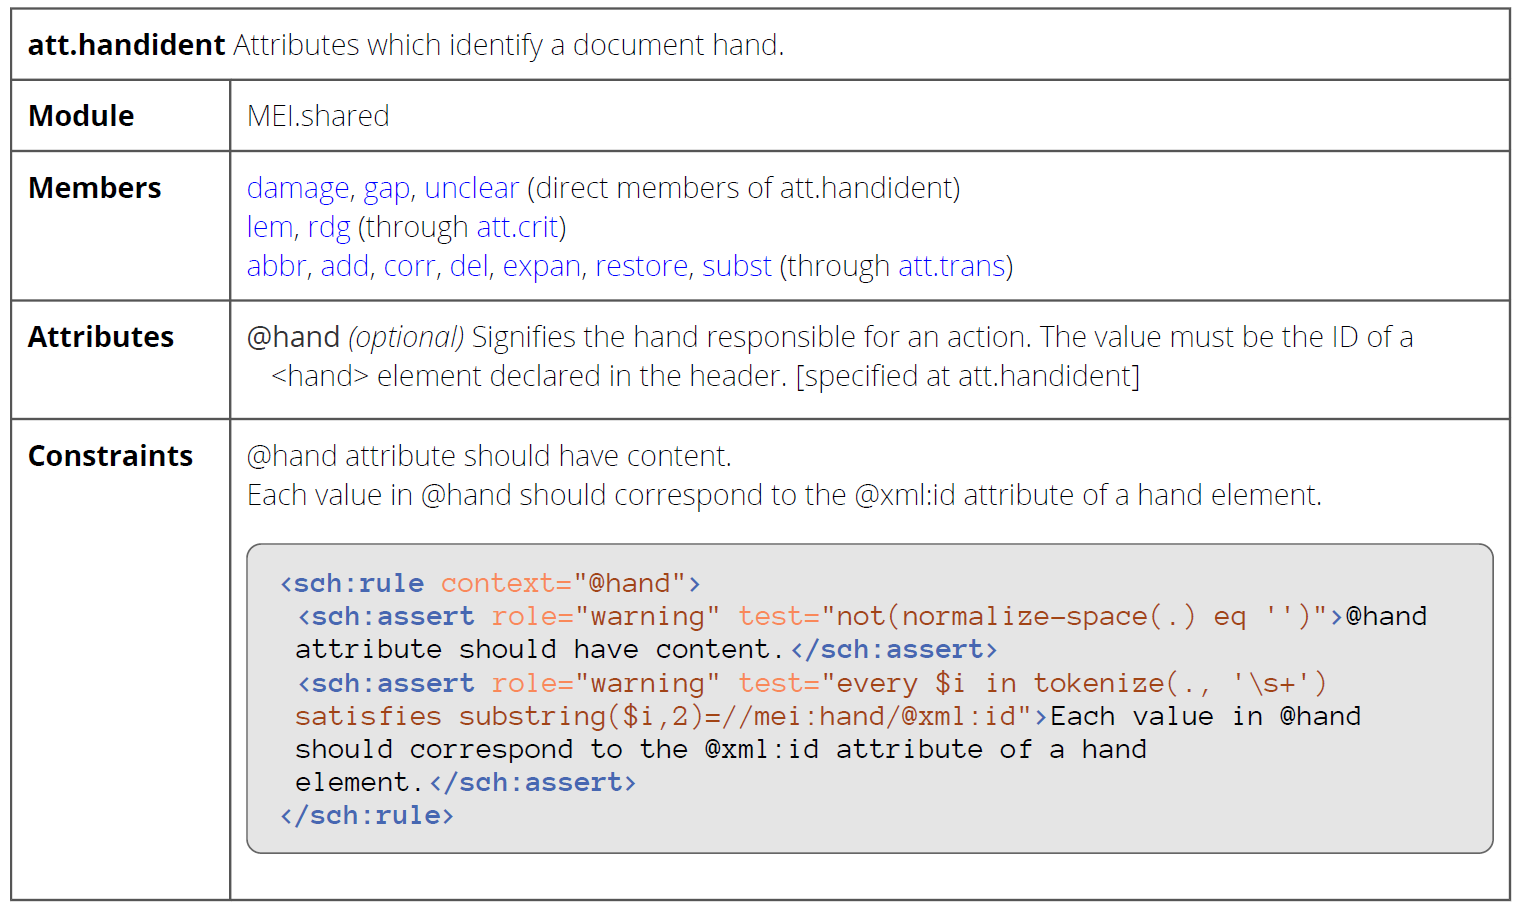 att.handident Attributes which identify a document hand.
Module MEI.shared
Members damage, gap, unclear (direct members of att.handident)
lem, rdg (through att.crit)
abbr, add, corr, del, expan, restore, subst (through att.trans)
Attributes @hand (optional) Signifies the hand responsible for an action. The value must be the ID of a
<hand> element declared in the header. [specified at att.handident]
Constraints @hand attribute should have content.
Each value in @hand should correspond to the @xml:id attribute of a hand element.
<sch:rule context="@hand">
<sch:assert role="warning" test="not(normalize-space(.) eq '')">@hand
attribute should have content.</sch:assert>
<sch:assert role="warning" test="every $i in tokenize(., '\s+')
satisfies substring($i,2)=//mei:hand/@xml:id">Each value in @hand
should correspond to the @xml:id attribute of a hand
element.</sch:assert>
</sch:rule>